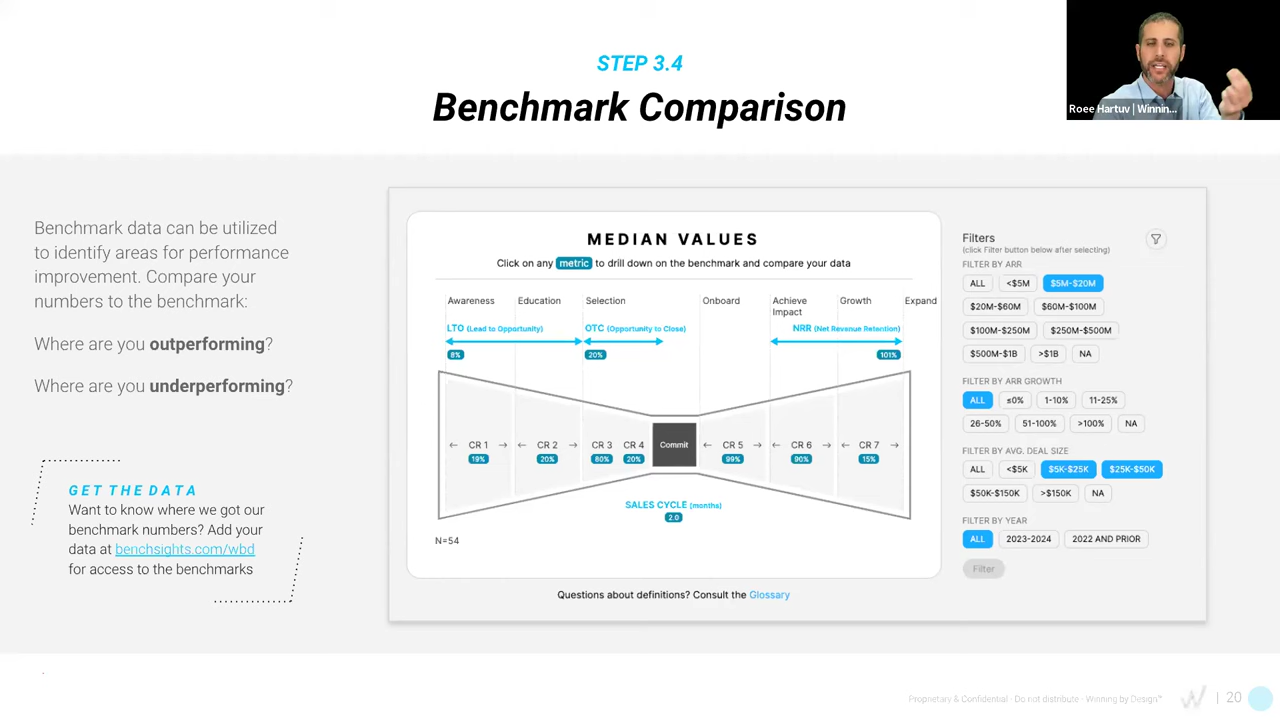 STEP 3.4
Benchmark Comparison
Roee Hartuv | Winnin...
Benchmark data can be utilized
to identify areas for performance
improvement. Compare your
numbers to the benchmark:
Where are you outperforming?
Where are you underperforming?
GET THE DATA
Want to know where we got our
benchmark numbers? Add your
data at benchsights.com/wbd
for access to the benchmarks
MEDIAN VALUES
Click on any metric to drill down on the benchmark and compare your data
Awareness Education Selection Onboard Achieve Impact Growth Expand
LTO (Lead to Opportunity) OTC (Opportunity to Close) NRR (Net Revenue Retention)
8% 20% 101%
CR 1 CR 2 CR 3 CR 4 Commit CR 5 CR 6 CR 7
19% 20% 80% 20% 99% 90% 15%
SALES CYCLE (months)
2.0
N=54
Questions about definitions? Consult the Glossary
Filters
(click Filter button below after selecting)
FILTER BY ARR
ALL <$5M $5M-$20M
$20M-$60M $60M-$100M
$100M-$250M $250M-$500M
$500M-$1B >$1B NA
FILTER BY ARR GROWTH
ALL ≤0% 1-10% 11-25%
26-50% 51-100% >100% NA
FILTER BY AVG. DEAL SIZE
ALL <$5K $5K-$25K $25K-$50K
$50K-$150K >$150K NA
FILTER BY YEAR
ALL 2023-2024 2022 AND PRIOR
Filter
Proprietary & Confidential · Do not distribute · Winning by Design™ | 20